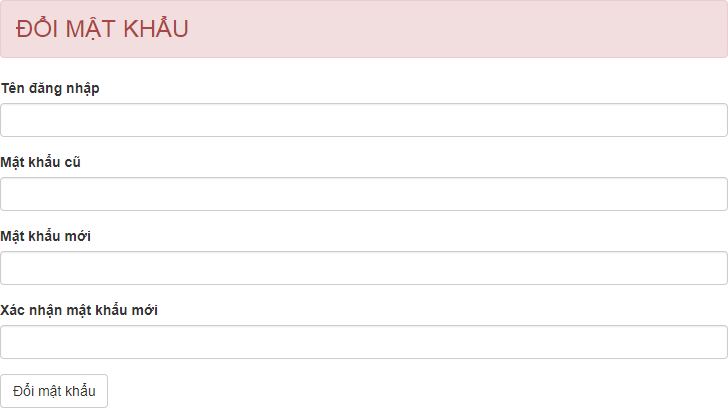 ĐỔI MẬT KHẨU
Tên đăng nhập
Mật khẩu cũ
Mật khẩu mới
Xác nhận mật khẩu mới
Đổi mật khẩu